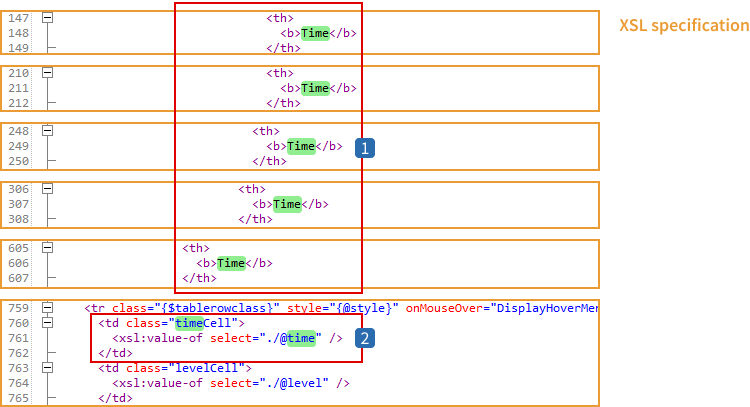 XSL specification
147 <th>
148 <b>Time</b>
149 </th>
210 <th>
211 <b>Time</b>
212 </th>
248 <th>
249 <b>Time</b>
250 </th>
1
306 <th>
307 <b>Time</b>
308 </th>
605 <th>
606 <b>Time</b>
607 </th>
759 <tr class="{$tablerowclass}" style="{@style}" onMouseOver="DisplayHoverMer
760 <td class="timeCell">
761 <xsl:value-of select="./@time" />
2
762 </td>
763 <td class="levelCell">
764 <xsl:value-of select="./@level" />
765 </td>